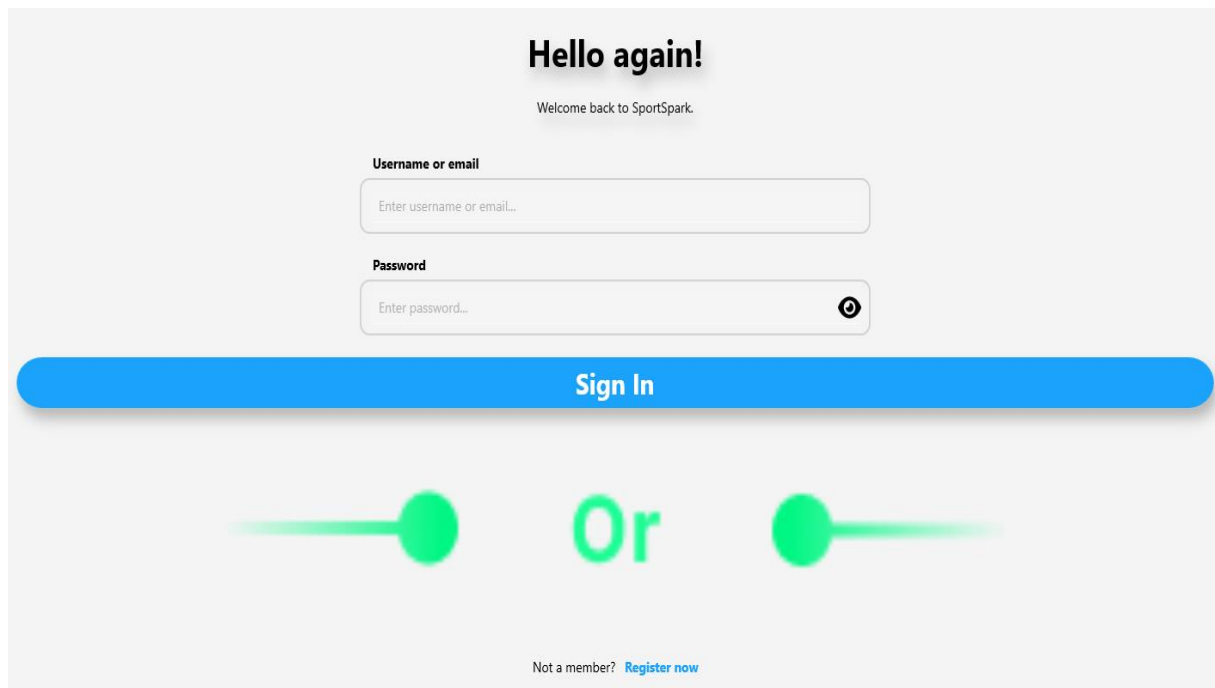 Hello again!
Welcome back to SportSpark.
Username or email
Enter username or email...
Password
Enter password...
Sign In
Or
Not a member? Register now